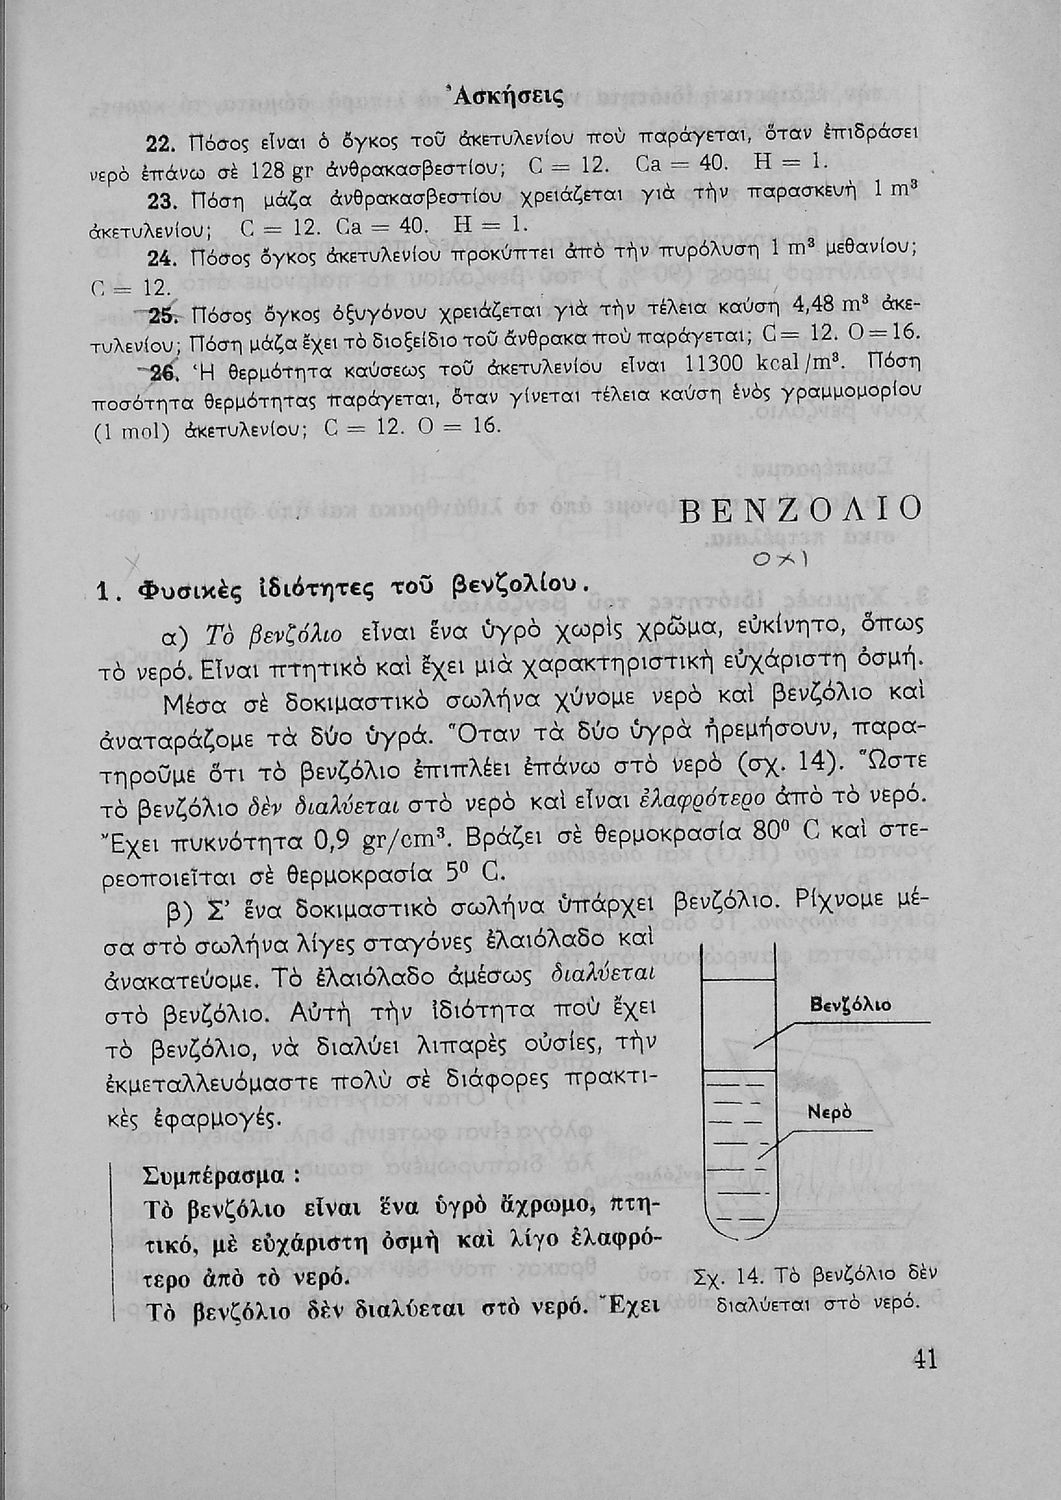 Ἀσκήσεις
22. Πόσος εἶναι ὁ ὄγκος τοῦ ἀκετυλενίου ποὺ παράγεται, ὅταν ἐπιδράσει
νερὸ ἐπάνω σὲ 128 gr ἀνθρακασβεστίου; C = 12. Ca = 40. H = 1.
23. Πόση μάζα ἀνθρακασβεστίου χρειάζεται γιὰ τὴν παρασκευὴ 1 m³
ἀκετυλενίου; C = 12. Ca = 40. H = 1.
24. Πόσος ὄγκος ἀκετυλενίου προκύπτει ἀπὸ τὴν πυρόλυση 1 m³ μεθανίου;
C = 12.
25. Πόσος ὄγκος ὀξυγόνου χρειάζεται γιὰ τὴν τέλεια καύση 4,48 m³ ἀκε-
τυλενίου; Πόση μάζα ἔχει τὸ διοξείδιο τοῦ ἄνθρακα ποὺ παράγεται; C = 12. O = 16.
26. Ἡ θερμότητα καύσεως τοῦ ἀκετυλενίου εἶναι 11300 kcal/m³. Πόση
ποσότητα θερμότητας παράγεται, ὅταν γίνεται τέλεια καύση ἑνὸς γραμμομορίου
(1 mol) ἀκετυλενίου; C = 12. O = 16.
ΒΕΝΖΟΛΙΟ
ΟΧΙ
1. Φυσικὲς ἰδιότητες τοῦ βενζολίου.
α) Τὸ βενζόλιο εἶναι ἕνα ὑγρὸ χωρὶς χρῶμα, εὐκίνητο, ὅπως
τὸ νερό. Εἶναι πτητικὸ καὶ ἔχει μιὰ χαρακτηριστικὴ εὐχάριστη ὀσμή.
Μέσα σὲ δοκιμαστικὸ σωλήνα χύνομε νερὸ καὶ βενζόλιο καὶ
ἀναταράζομε τὰ δύο ὑγρά. Ὅταν τὰ δύο ὑγρὰ ἠρεμήσουν, παρα-
τηροῦμε ὅτι τὸ βενζόλιο ἐπιπλέει ἐπάνω στὸ νερὸ (σχ. 14). Ὥστε
τὸ βενζόλιο δὲν διαλύεται στὸ νερὸ καὶ εἶναι ἐλαφρότερο ἀπὸ τὸ νερό.
Ἔχει πυκνότητα 0,9 gr/cm³. Βράζει σὲ θερμοκρασία 80⁰ C καὶ στε-
ρεοποιεῖται σὲ θερμοκρασία 5⁰ C.
β) Σ’ ἕνα δοκιμαστικὸ σωλήνα ὑπάρχει βενζόλιο. Ρίχνομε μέ-
σα στὸ σωλήνα λίγες σταγόνες ἐλαιόλαδο καὶ
ἀνακατεύομε. Τὸ ἐλαιόλαδο ἀμέσως διαλύεται
στὸ βενζόλιο. Αὐτὴ τὴν ἰδιότητα ποὺ ἔχει
τὸ βενζόλιο, νὰ διαλύει λιπαρὲς οὐσίες, τὴν
ἐκμεταλλευόμαστε πολὺ σὲ διάφορες πρακτι-
κὲς ἐφαρμογές.
Βενζόλιο
Νερὸ
Σχ. 14. Τὸ βενζόλιο δὲν
διαλύεται στὸ νερό.
Συμπέρασμα :
Τὸ βενζόλιο εἶναι ἕνα ὑγρὸ ἄχρωμο, πτη-
τικό, μὲ εὐχάριστη ὀσμὴ καὶ λίγο ἐλαφρό-
τερο ἀπὸ τὸ νερό.
Τὸ βενζόλιο δὲν διαλύεται στὸ νερό. Ἔχει
41